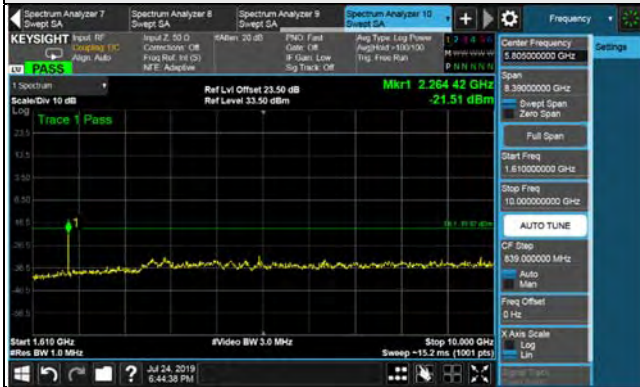 Spectrum Analyzer 7
Swept SA
Spectrum Analyzer 8
Swept SA
Spectrum Analyzer 9
Swept SA
Spectrum Analyzer 10
Swept SA
Frequency
KEYSIGHT
Input: RF
Coupling: DC
Align: Auto
Input Z: 50 Ω
Corrections: Off
Freq Ref: Int (S)
NFE: Adaptive
#Atten: 20 dB
PNO: Fast
Gate: Off
IF Gain: Low
Sig Track: Off
Avg Type: Log Power
Avg|Hold >100/100
Trig: Free Run
LU PASS
1 Spectrum
Scale/Div 10 dB
Ref Lvl Offset 23.50 dB
Ref Level 33.50 dBm
Mkr1 2.264 42 GHz
-21.51 dBm
Log
Trace 1 Pass
23.5
13.5
3.50
-6.50
-16.5
-26.5
-36.5
-46.5
-56.5
1
Start 1.610 GHz
#Res BW 1.0 MHz
#Video BW 3.0 MHz
Stop 10.000 GHz
Sweep ~15.2 ms (1001 pts)
Jul 24, 2019
6:44:38 PM
Center Frequency
5.805000000 GHz
Settings
Span
8.39000000 GHz
Swept Span
Zero Span
Full Span
Start Freq
1.610000000 GHz
Stop Freq
10.000000000 GHz
AUTO TUNE
CF Step
839.000000 MHz
Auto
Man
Freq Offset
0 Hz
X Axis Scale
Log
Lin
Signal Track